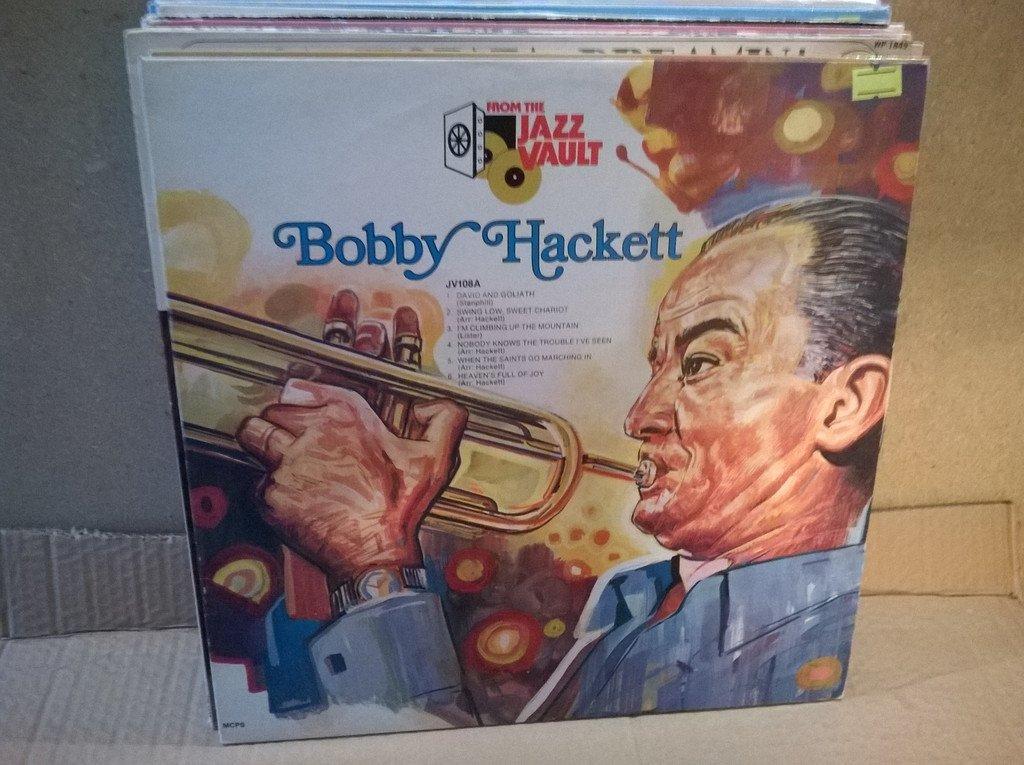 WP 1849
FROM THE
JAZZ
VAULT
Bobby Hackett
JV108A
1. DAVID AND GOLIATH
(Stanphill)
2. SWING LOW, SWEET CHARIOT
(Arr: Hackett)
3. I'M CLIMBING UP THE MOUNTAIN
(Lister)
4. NOBODY KNOWS THE TROUBLE I'VE SEEN
(Arr: Hackett)
5. WHEN THE SAINTS GO MARCHING IN
(Arr: Hackett)
6. HEAVEN'S FULL OF JOY
(Arr: Hackett)
MCPS